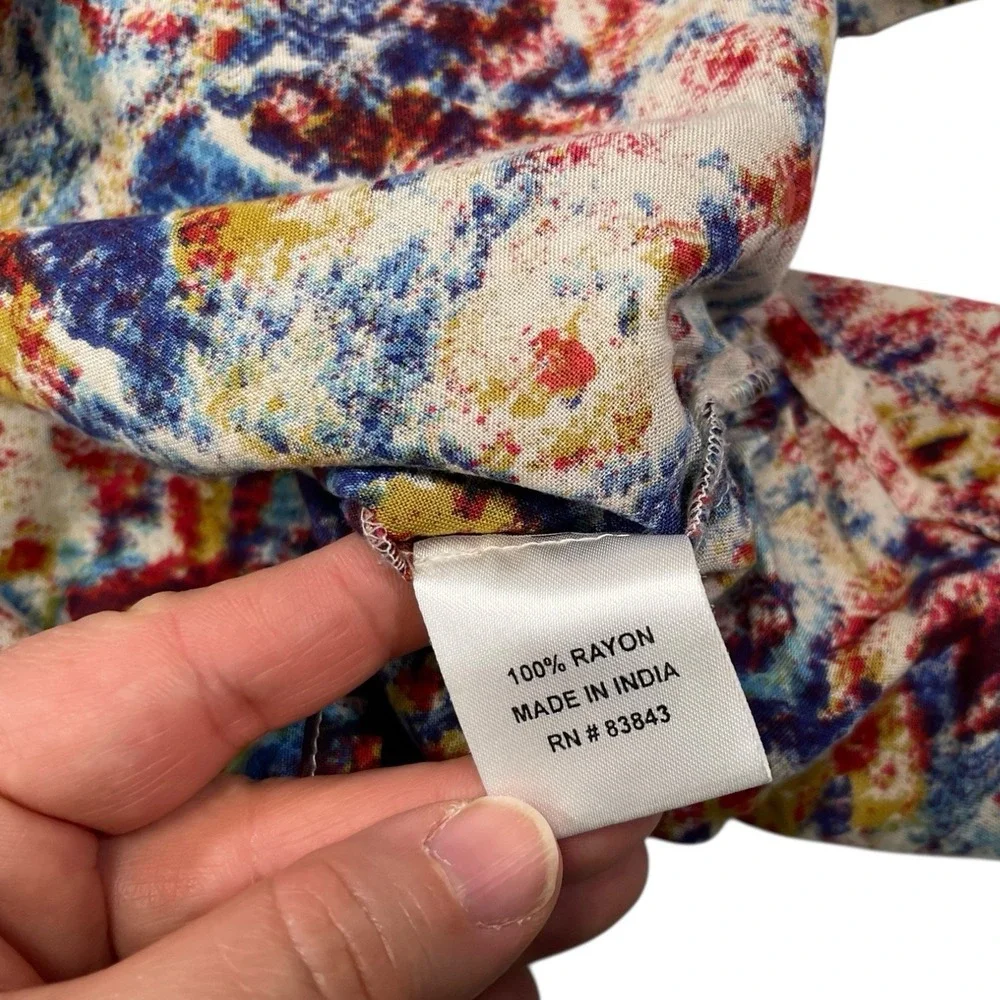 100% RAYON
MADE IN INDIA
RN # 83843